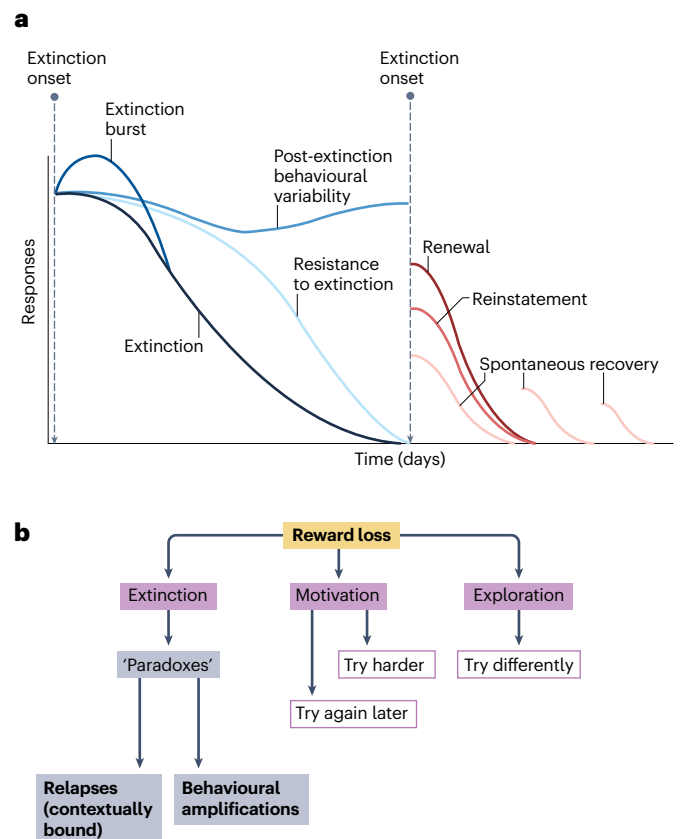 a
Extinction
onset
Extinction
onset
Extinction
burst
Post-extinction
behavioural
variability
Renewal
Resistance
to extinction
Reinstatement
Responses
Extinction
Spontaneous recovery
Time (days)
b
Reward loss
Extinction
Motivation
Exploration
‘Paradoxes’
Try harder
Try differently
Try again later
Relapses
(contextually
bound)
Behavioural
amplifications